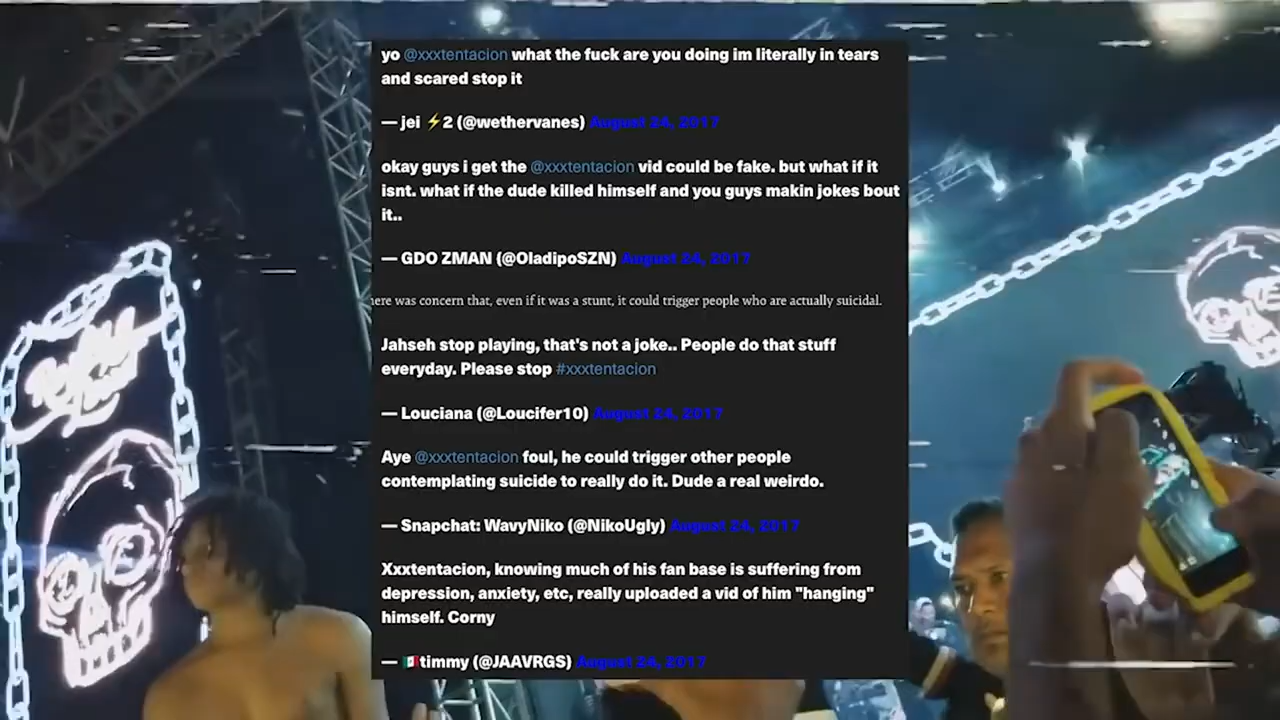 yo @xxxtentacion what the fuck are you doing im literally in tears
and scared stop it
— jei ⚡2 (@wethervanes) August 24, 2017
okay guys i get the @xxxtentacion vid could be fake. but what if it
isnt. what if the dude killed himself and you guys makin jokes bout
it..
— GDO ZMAN (@OladipoSZN) August 24, 2017
was concern that, even if it was a stunt, it could trigger people who are actually suicidal.
Jahseh stop playing, that's not a joke.. People do that stuff
everyday. Please stop #xxxtentacion
— Louciana (@Loucifer10) August 24, 2017
Aye @xxxtentacion foul, he could trigger other people
contemplating suicide to really do it. Dude a real weirdo.
— Snapchat: WavyNiko (@NikoUgly) August 24, 2017
Xxxtentacion, knowing much of his fan base is suffering from
depression, anxiety, etc, really uploaded a vid of him "hanging"
himself. Corny
— 🇲🇽timmy (@JAAVRGS) August 24, 2017